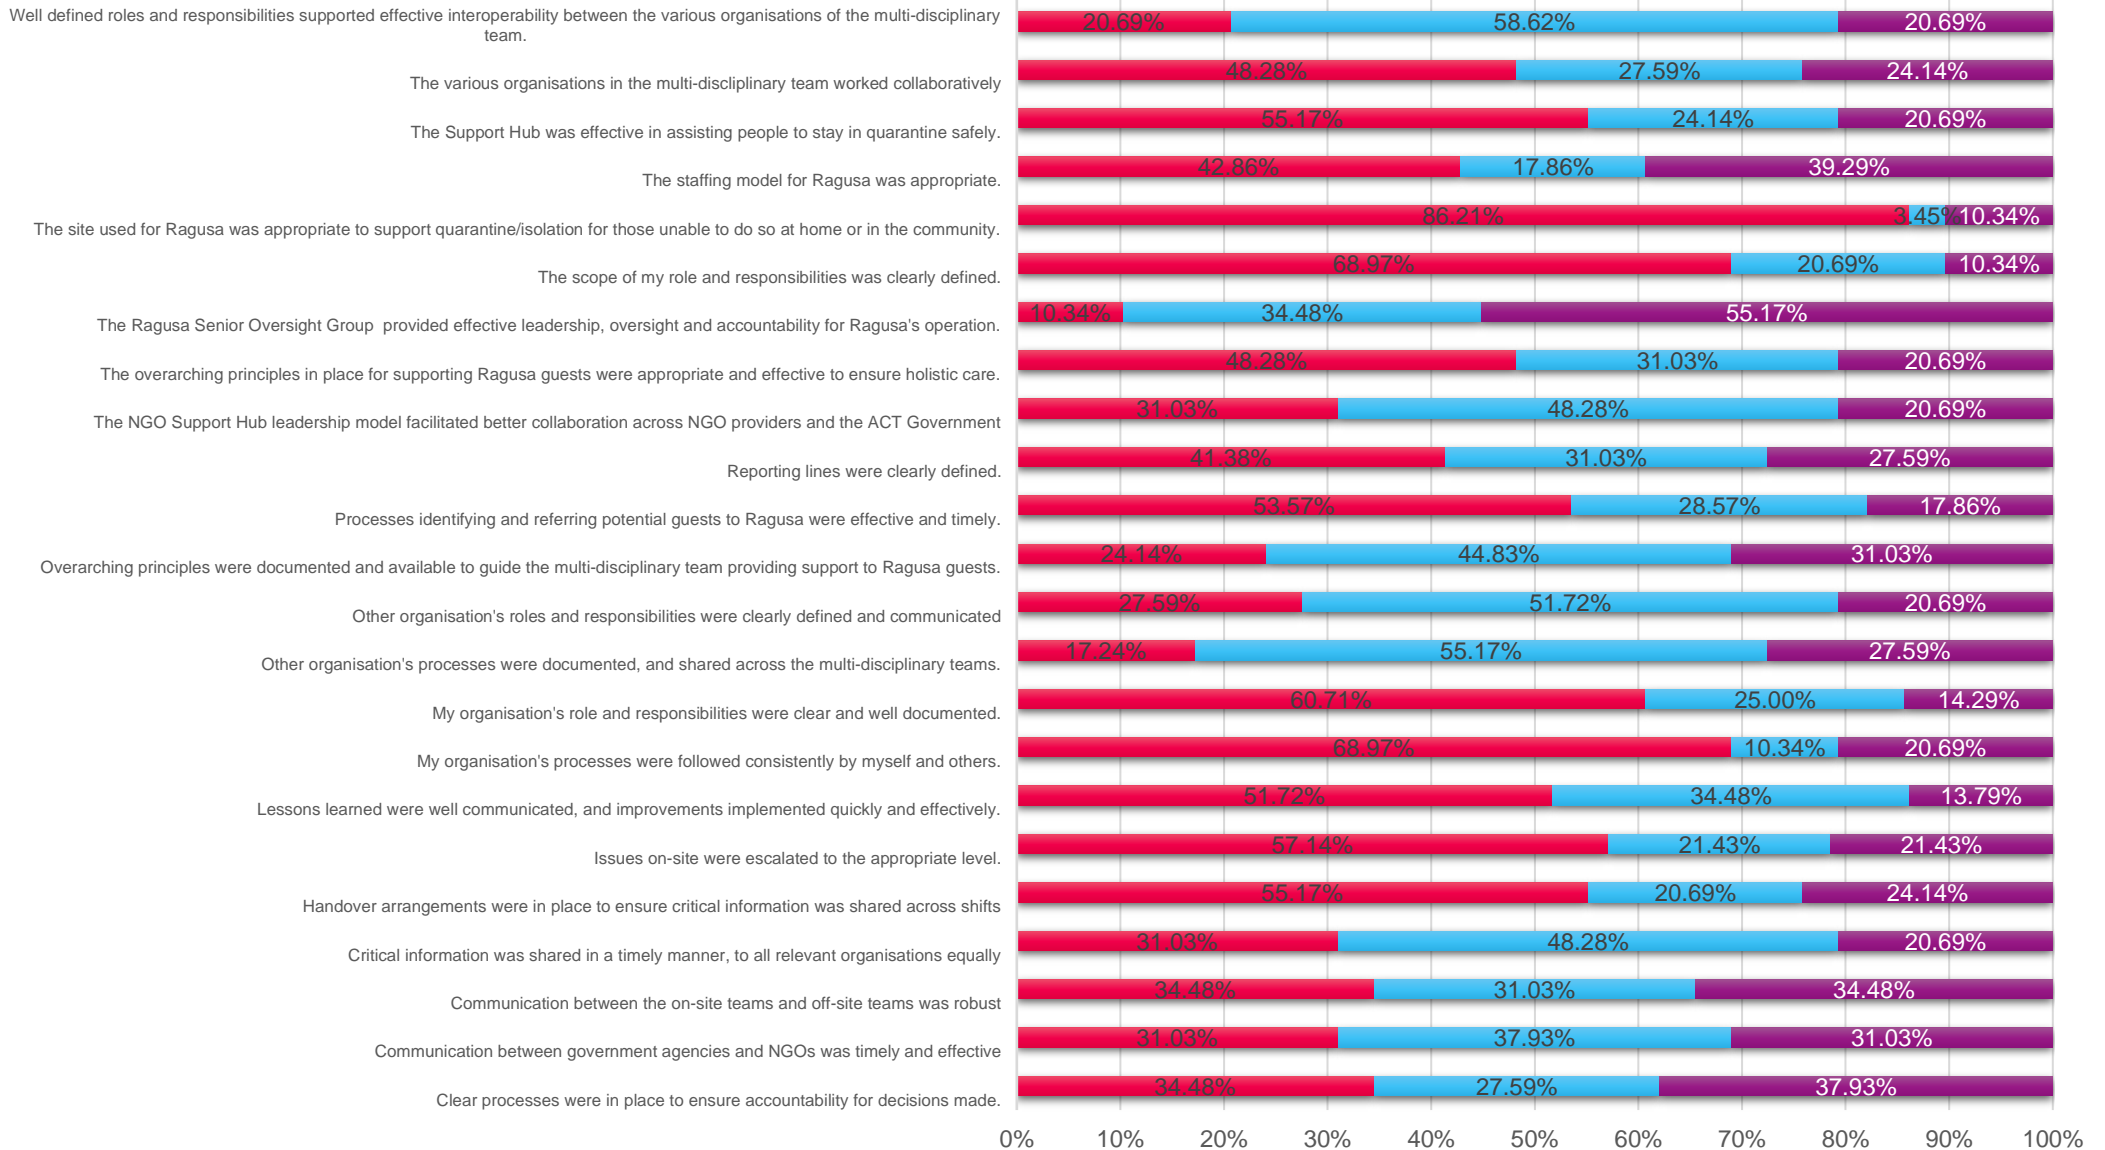 Well defined roles and responsibilities supported effective interoperability between the various organisations of the multi-disciplinary
team.
20.69% 58.62% 20.69%
The various organisations in the multi-discliplinary team worked collaboratively
48.28% 27.59% 24.14%
The Support Hub was effective in assisting people to stay in quarantine safely.
55.17% 24.14% 20.69%
The staffing model for Ragusa was appropriate.
42.86% 17.86% 39.29%
The site used for Ragusa was appropriate to support quarantine/isolation for those unable to do so at home or in the community.
86.21% 3.45% 10.34%
The scope of my role and responsibilities was clearly defined.
68.97% 20.69% 10.34%
The Ragusa Senior Oversight Group provided effective leadership, oversight and accountability for Ragusa's operation.
10.34% 34.48% 55.17%
The overarching principles in place for supporting Ragusa guests were appropriate and effective to ensure holistic care.
48.28% 31.03% 20.69%
The NGO Support Hub leadership model facilitated better collaboration across NGO providers and the ACT Government
31.03% 48.28% 20.69%
Reporting lines were clearly defined.
41.38% 31.03% 27.59%
Processes identifying and referring potential guests to Ragusa were effective and timely.
53.57% 28.57% 17.86%
Overarching principles were documented and available to guide the multi-disciplinary team providing support to Ragusa guests.
24.14% 44.83% 31.03%
Other organisation's roles and responsibilities were clearly defined and communicated
27.59% 51.72% 20.69%
Other organisation's processes were documented, and shared across the multi-disciplinary teams.
17.24% 55.17% 27.59%
My organisation's role and responsibilities were clear and well documented.
60.71% 25.00% 14.29%
My organisation's processes were followed consistently by myself and others.
68.97% 10.34% 20.69%
Lessons learned were well communicated, and improvements implemented quickly and effectively.
51.72% 34.48% 13.79%
Issues on-site were escalated to the appropriate level.
57.14% 21.43% 21.43%
Handover arrangements were in place to ensure critical information was shared across shifts
55.17% 20.69% 24.14%
Critical information was shared in a timely manner, to all relevant organisations equally
31.03% 48.28% 20.69%
Communication between the on-site teams and off-site teams was robust
34.48% 31.03% 34.48%
Communication between government agencies and NGOs was timely and effective
31.03% 37.93% 31.03%
Clear processes were in place to ensure accountability for decisions made.
34.48% 27.59% 37.93%
0% 10% 20% 30% 40% 50% 60% 70% 80% 90% 100%